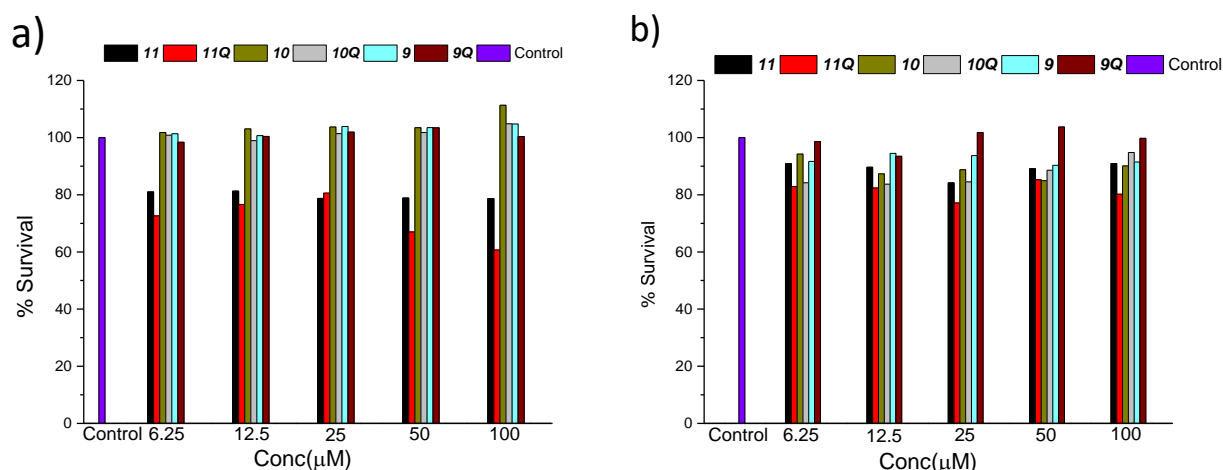 a)
11 11Q 10 10Q 9 9Q Control
120
100
80
60
40
20
0
% Survival
Control 6.25 12.5 25 50 100
Conc(μM)
b)
11 11Q 10 10Q 9 9Q Control
120
100
80
60
40
20
0
% Survival
Control 6.25 12.5 25 50 100
Conc(μM)